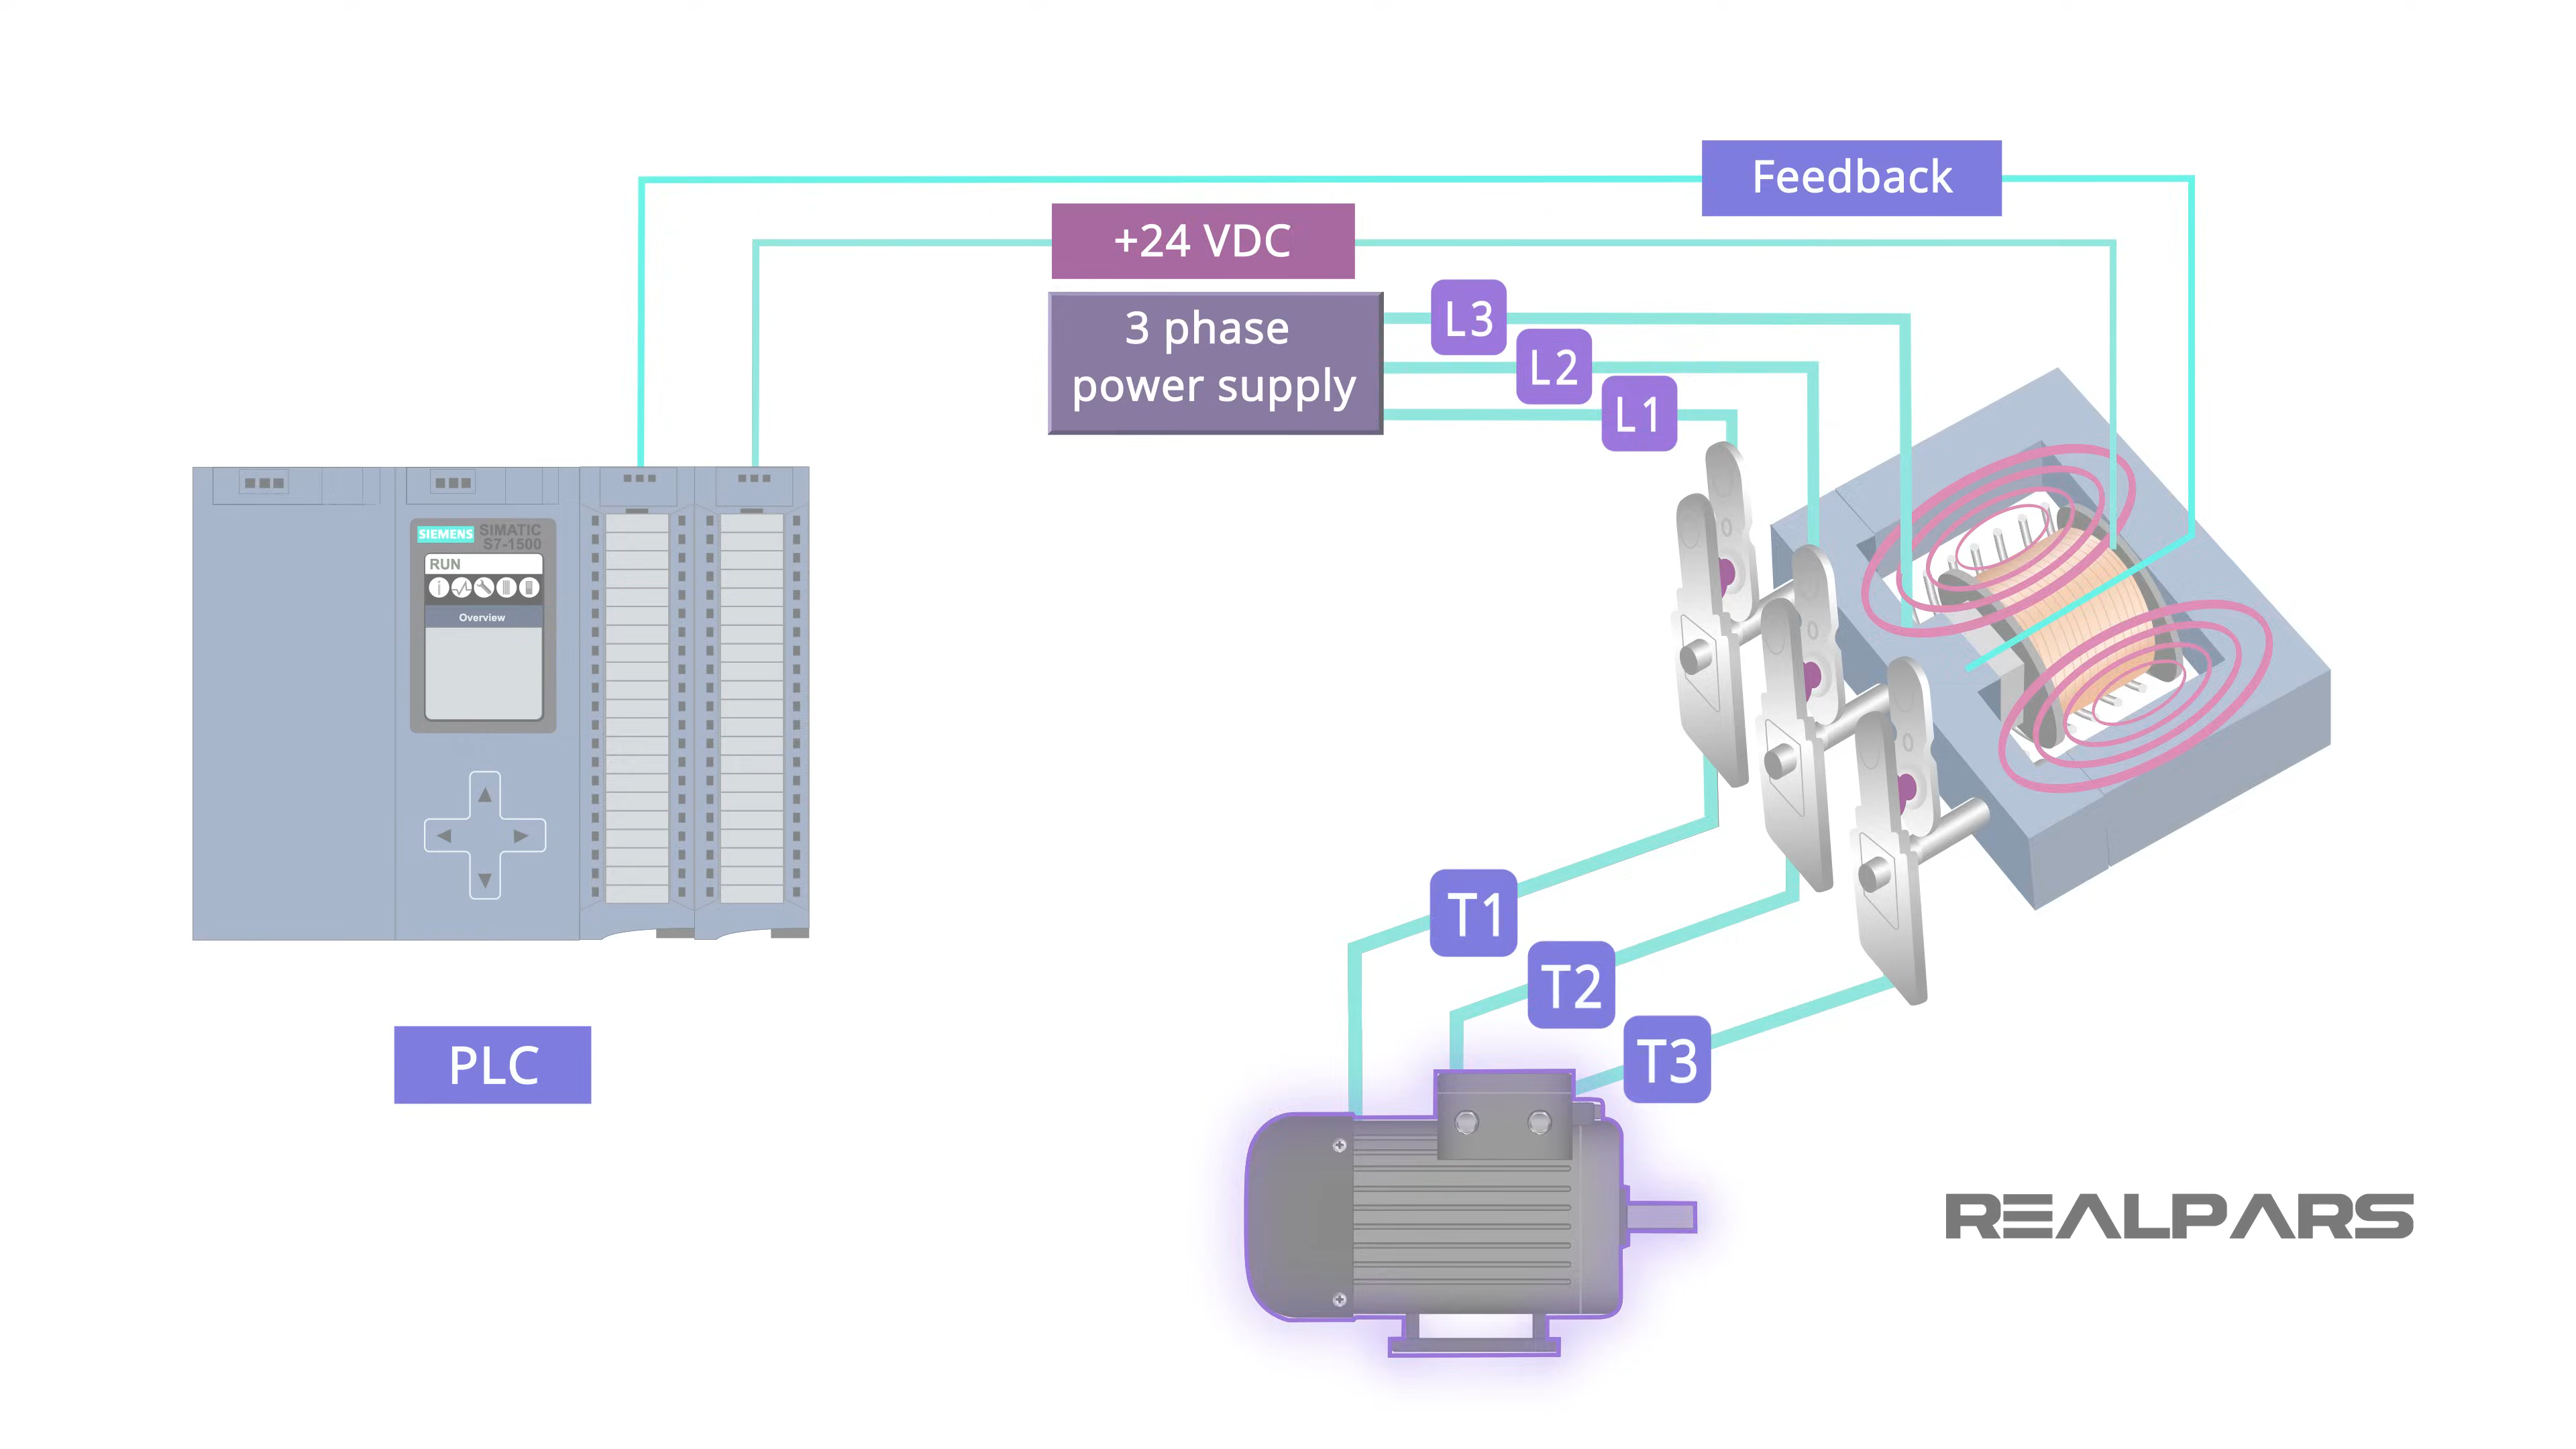 Feedback
+24 VDC
3 phase
power supply
L3
L2
L1
SIEMENS
SIMATIC
S7-1500
RUN
Overview
T1
T2
T3
PLC
REALPARS